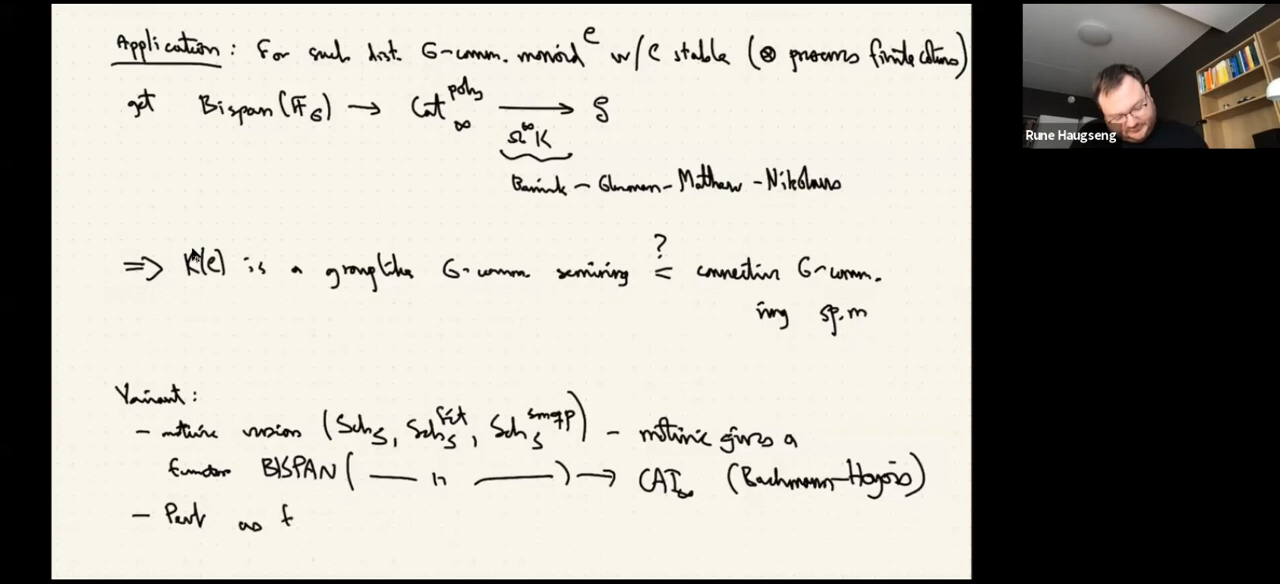 Application: For such dist. G-comm. monoid C w/ C stable (⊗ preserves finite colims)
get Bispan(F_G) → Cat_∞^poly → S
Ω^∞K
Barwick - Glasman - Mathew - Nikolaus
⇒ K(C) is a grouplike G-comm. semiring =? connective G-comm.
ring sp.m
Variant:
- motivic version (Sch_S, Sch_S^fét, Sch_S^smqp) - motivic gives a
functor BISPAN( — " — ) → CAT_∞ (Bachmann-Hoyois)
- Perf as f
Rune Haugseng